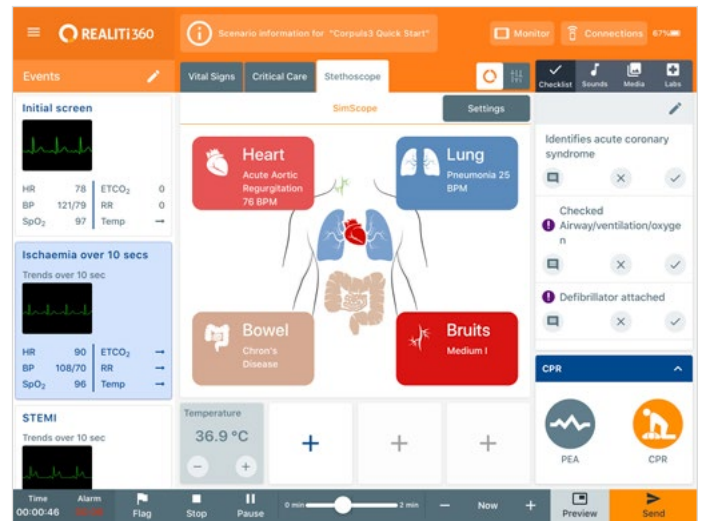 REALITi360
Scenario information for "Corpuls3 Quick Start"
Monitor
Connections
67%
Events
Vital Signs
Critical Care
Stethoscope
Checklist
Sounds
Media
Labs
SimScope
Settings
Initial screen
HR 78 ETCO₂ 0
BP 121/79 RR 0
SpO₂ 97 Temp →
Ischaemia over 10 secs
Trends over 10 sec
HR 90 ETCO₂ →
BP 108/70 RR →
SpO₂ 96 Temp →
STEMI
Trends over 10 sec
Heart
Acute Aortic
Regurgitation
76 BPM
Lung
Pneumonia 25
BPM
Bowel
Chron's
Disease
Bruits
Medium I
Temperature
36.9 °C
Identifies acute coronary
syndrome
Checked
Airway/ventilation/oxyge
n
Defibrillator attached
CPR
PEA
CPR
Time
00:00:46
Alarm
Flag
Stop
Pause
0 min
2 min
Now
Preview
Send